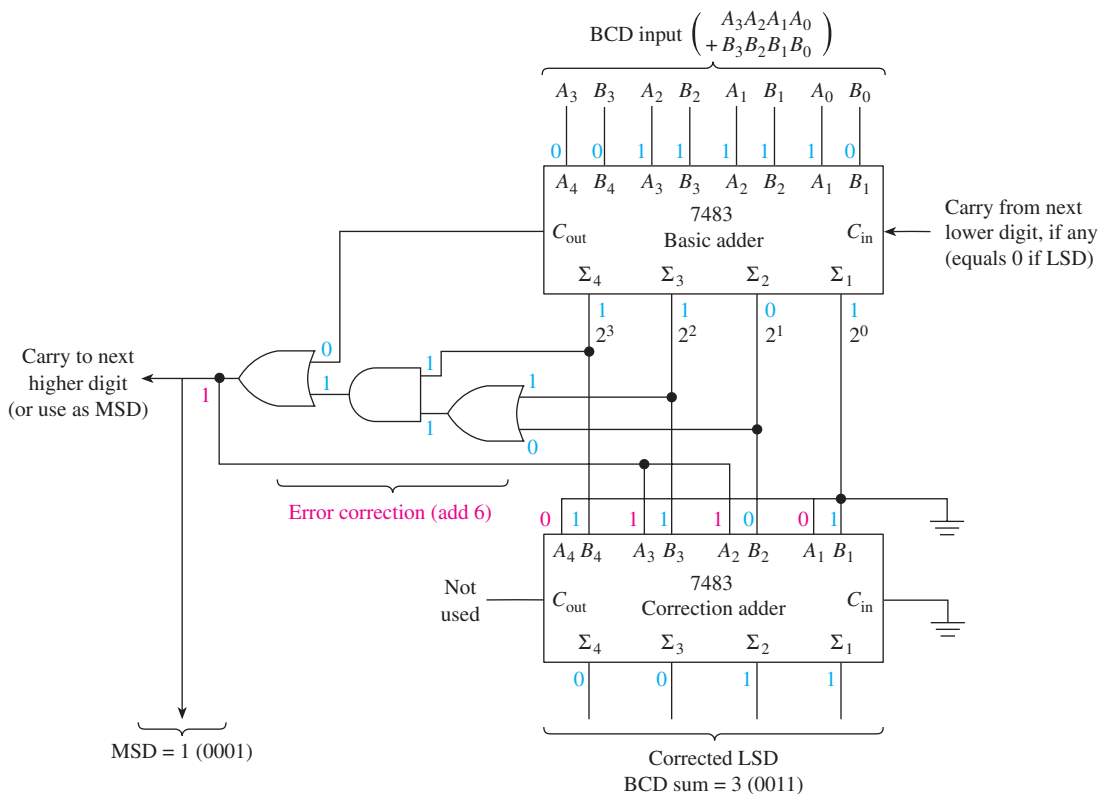 BCD input ( A₃A₂A₁A₀
+ B₃B₂B₁B₀ )
A₃ B₃ A₂ B₂ A₁ B₁ A₀ B₀
0 0 1 1 1 1 1 0
A₄ B₄ A₃ B₃ A₂ B₂ A₁ B₁
7483
Basic adder
C_out
C_in
Σ₄ Σ₃ Σ₂ Σ₁
Carry from next
lower digit, if any
(equals 0 if LSD)
1 1 0 1
2³ 2² 2¹ 2⁰
Carry to next
higher digit
(or use as MSD)
1
0
1
1
1
1
0
Error correction (add 6)
0 1 1 1 1 0 0 1
A₄ B₄ A₃ B₃ A₂ B₂ A₁ B₁
7483
Correction adder
Not
used
C_out
C_in
Σ₄ Σ₃ Σ₂ Σ₁
0 0 1 1
MSD = 1 (0001)
Corrected LSD
BCD sum = 3 (0011)